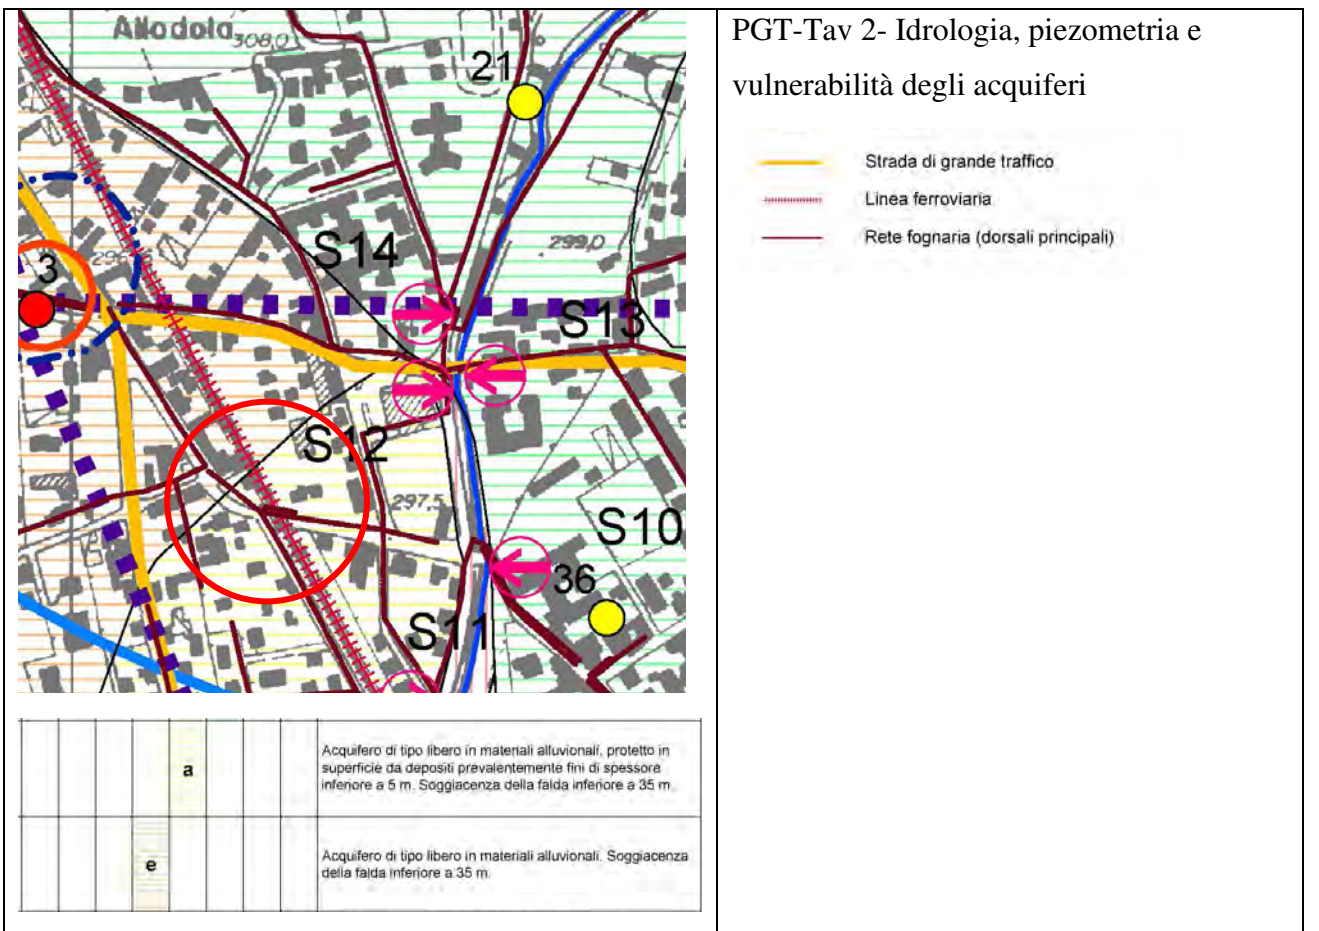 Allodola
308,0
21
S14
299,0
3
S13
S12
297,5
S10
36
S11
PGT-Tav 2- Idrologia, piezometria e
vulnerabilità degli acquiferi
Strada di grande traffico
Linea ferroviaria
Rete fognaria (dorsali principali)
a
Acquifero di tipo libero in materiali alluvionali, protetto in
superficie da depositi prevalentemente fini di spessore
inferiore a 5 m. Soggiacenza della falda inferiore a 35 m.
e
Acquifero di tipo libero in materiali alluvionali. Soggiacenza
della falda inferiore a 35 m.